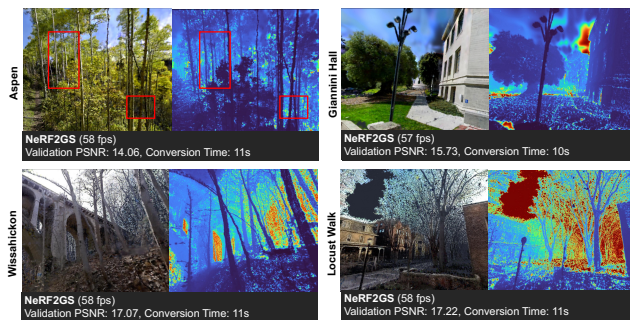 Aspen
NeRF2GS (58 fps)
Validation PSNR: 14.06, Conversion Time: 11s
Giannini Hall
NeRF2GS (57 fps)
Validation PSNR: 15.73, Conversion Time: 10s
Wissahickon
NeRF2GS (58 fps)
Validation PSNR: 17.07, Conversion Time: 11s
Locust Walk
NeRF2GS (58 fps)
Validation PSNR: 17.22, Conversion Time: 11s